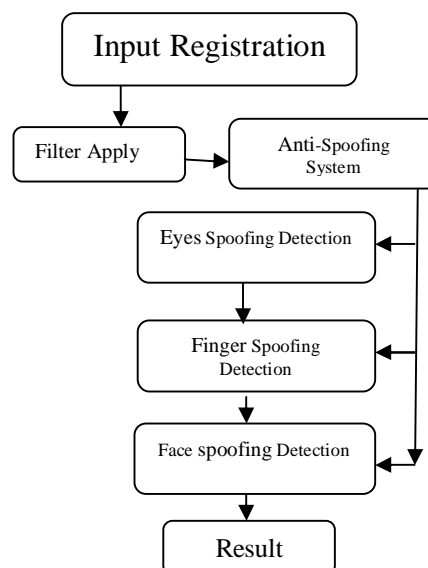 Input Registration
Filter Apply
Anti-Spoofing
System
Eyes Spoofing Detection
Finger Spoofing
Detection
Face spoofing Detection
Result